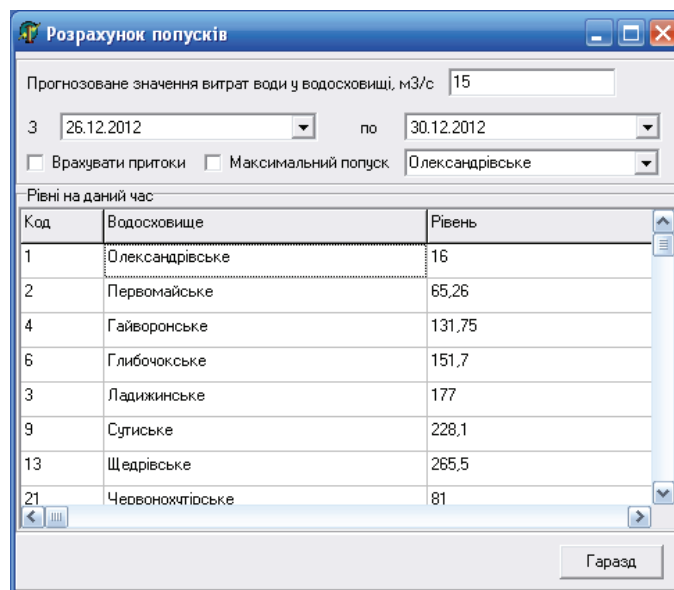 Розрахунок попусків
Прогнозоване значення витрат води у водосховищі, м3/с 15
З 26.12.2012 по 30.12.2012
Врахувати притоки Максимальний попуск Олександрівське
Рівні на даний час
Код Водосховище Рівень
1 Олександрівське 16
2 Первомайське 65,26
4 Гайворонське 131,75
6 Глибочокське 151,7
3 Ладижинське 177
9 Сутиське 228,1
13 Щедрівське 265,5
21 Червонохутірське 81
Гаразд